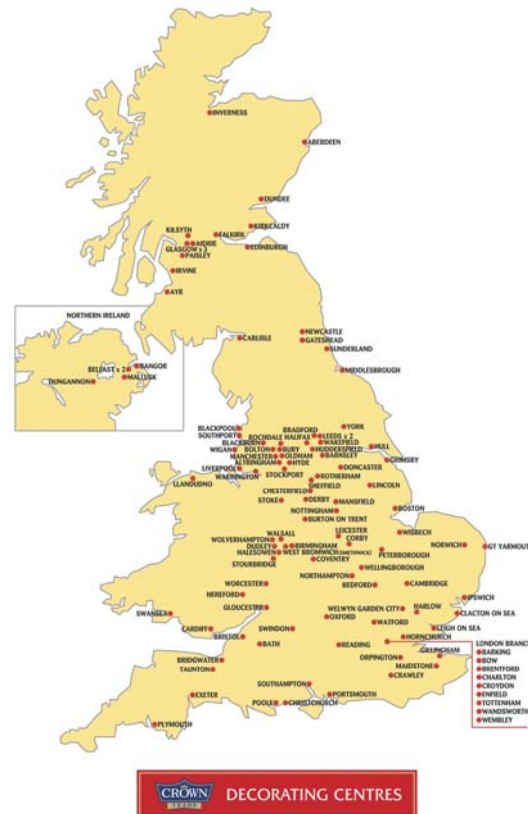 INVERNESS
ABERDEEN
DUNDEE
KIRKCALDY
KILSYTH
FALKIRK
AIDRIE
GLASGOW x 3
EDINBURGH
PAISLEY
IRVINE
AYR
NORTHERN IRELAND
BANGOR
BELFAST x 2
MALLUSK
DUNGANNON
CARLISLE
NEWCASTLE
GATESHEAD
SUNDERLAND
MIDDLESBROUGH
BLACKPOOL
SOUTHPORT
BLACKBURN
WIGAN
ROCHDALE
BOLTON
BURY
MANCHESTER
OLDHAM
ALTRINGHAM
HYDE
LIVERPOOL
WARRINGTON
STOCKPORT
BRADFORD
HALIFAX
LEEDS x 2
WAKEFIELD
HUDDERSFIELD
BARNSLEY
YORK
HULL
GRIMSBY
DONCASTER
ROTHERHAM
SHEFFIELD
LINCOLN
LLANDUDNO
CHESTERFIELD
STOKE
DERBY
MANSFIELD
NOTTINGHAM
BURTON ON TRENT
BOSTON
LEICESTER
CORBY
WISBECH
NORWICH
GT YARMOUTH
PETERBOROUGH
WALSALL
WOLVERHAMPTON
DUDLEY
BIRMINGHAM
HALESOWEN
WEST BROMWICH (SMETHWICK)
STOURBRIDGE
COVENTRY
WELLINGBOROUGH
NORTHAMPTON
BEDFORD
CAMBRIDGE
WORCESTER
HEREFORD
IPSWICH
GLOUCESTER
WELWYN GARDEN CITY
HARLOW
CLACTON ON SEA
SWANSEA
OXFORD
WATFORD
LEIGH ON SEA
CARDIFF
SWINDON
HORNCHURCH
BRISTOL
BATH
READING
GILLINGHAM
ORPINGTON
MAIDSTONE
CRAWLEY
BRIDGWATER
TAUNTON
SOUTHAMPTON
PORTSMOUTH
EXETER
POOLE
CHRISTCHURCH
PLYMOUTH
LONDON BRANC
BARKING
BOW
BRENTFORD
CHARLTON
CROYDON
ENFIELD
TOTTENHAM
WANDSWORTH
WEMBLEY
CROWN
TRADE
DECORATING CENTRES